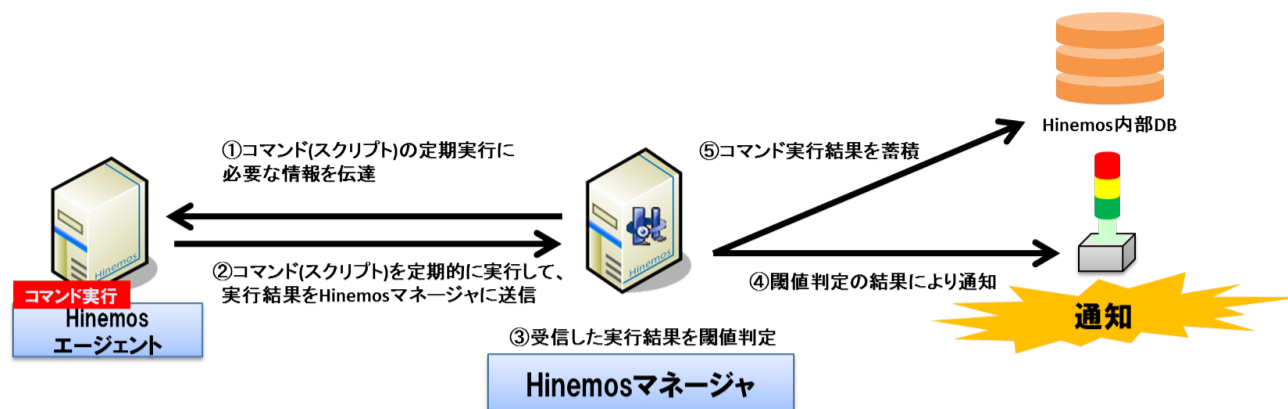 Hinemos内部DB
①コマンド(スクリプト)の定期実行に
必要な情報を伝達
⑤コマンド実行結果を蓄積
Hinemos
Hinemos
②コマンド(スクリプト)を定期的に実行して、
実行結果をHinemosマネージャに送信
④閾値判定の結果により通知
コマンド実行
Hinemos
エージェント
通知
③受信した実行結果を閾値判定
Hinemosマネージャ